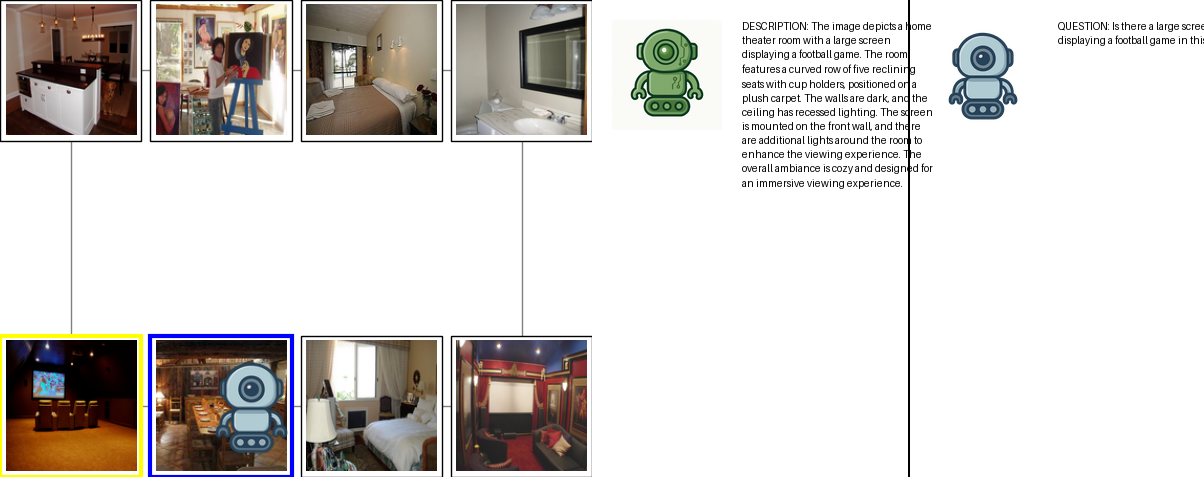 DESCRIPTION: The image depicts a home
theater room with a large screen
displaying a football game. The room
features a curved row of five reclining
seats with cup holders, positioned on a
plush carpet. The walls are dark, and the
ceiling has recessed lighting. The screen
is mounted on the front wall, and there
are additional lights around the room to
enhance the viewing experience. The
overall ambiance is cozy and designed for
an immersive viewing experience.
QUESTION: Is there a large scre
displaying a football game in this